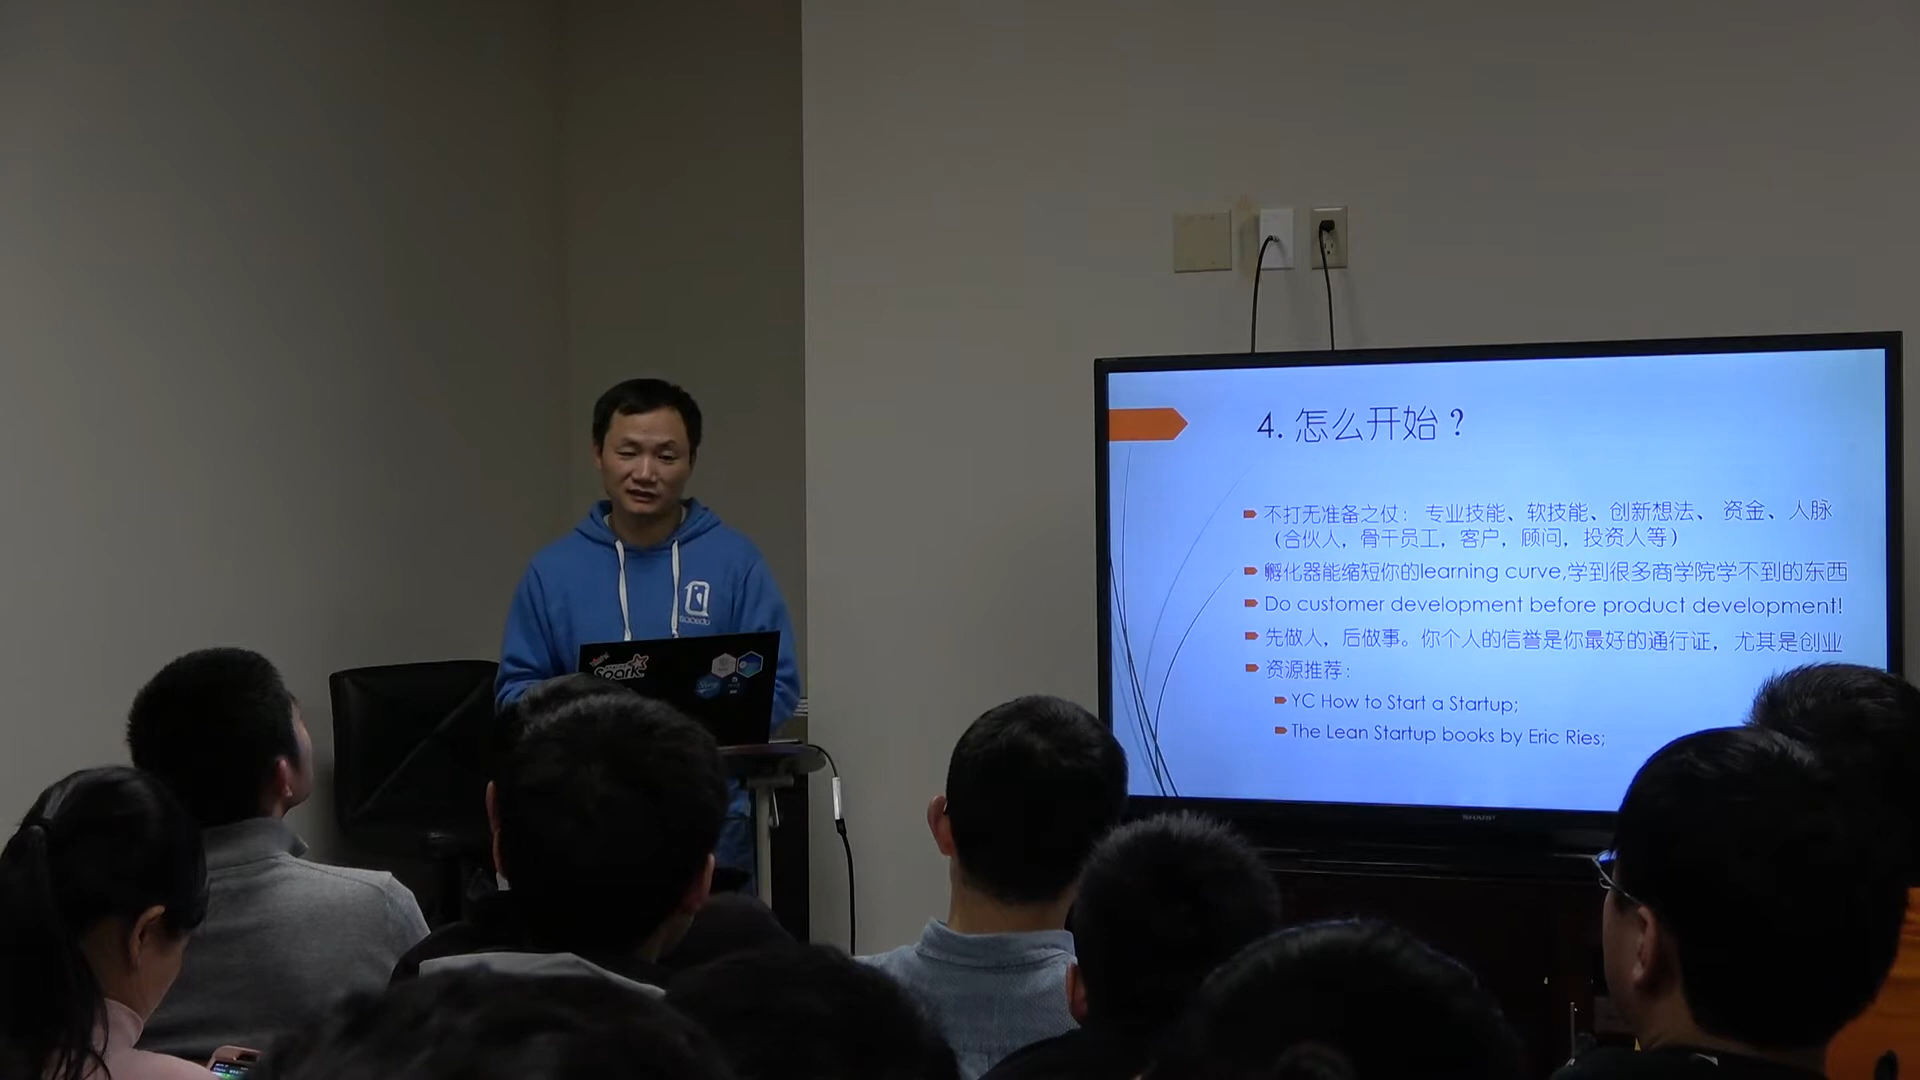 4. 怎么开始？
不打无准备之仗： 专业技能、软技能、创新想法、 资金、人脉
（合伙人，骨干员工，客户，顾问，投资人等）
孵化器能缩短你的learning curve,学到很多商学院学不到的东西
Do customer development before product development!
先做人，后做事。你个人的信誉是你最好的通行证，尤其是创业
资源推荐：
YC How to Start a Startup;
The Lean Startup books by Eric Ries;
SHARP
Spark